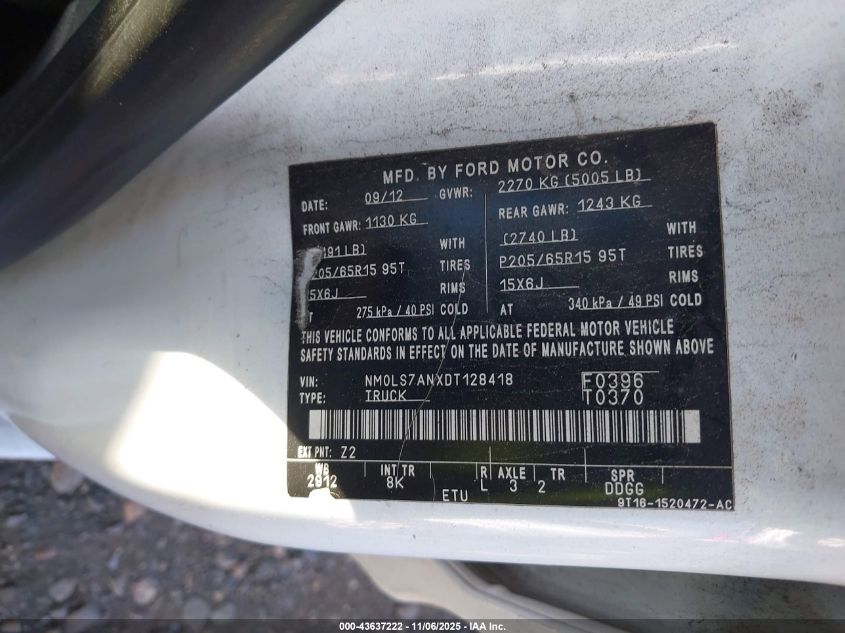 MFD. BY FORD MOTOR CO.
DATE: 09/12 GVWR: 2270 KG (5005 LB)
FRONT GAWR: 1130 KG REAR GAWR: 1243 KG
WITH (2740 LB) WITH
205/65R15 95T TIRES P205/65R15 95T TIRES
15X6J RIMS 15X6J RIMS
275 kPa / 40 PSI COLD AT 340 kPa / 49 PSI COLD
THIS VEHICLE CONFORMS TO ALL APPLICABLE FEDERAL MOTOR VEHICLE
SAFETY STANDARDS IN EFFECT ON THE DATE OF MANUFACTURE SHOWN ABOVE
VIN: NM0LS7ANXDT128418 F0396
TYPE: TRUCK T0370
EXT PNT: Z2
WB INT TR R AXLE TR SPR
2912 8K L 3 2 DDGG
ETU
9T16-1520472-AC
000-43637222 - 11/06/2025 - IAA Inc.